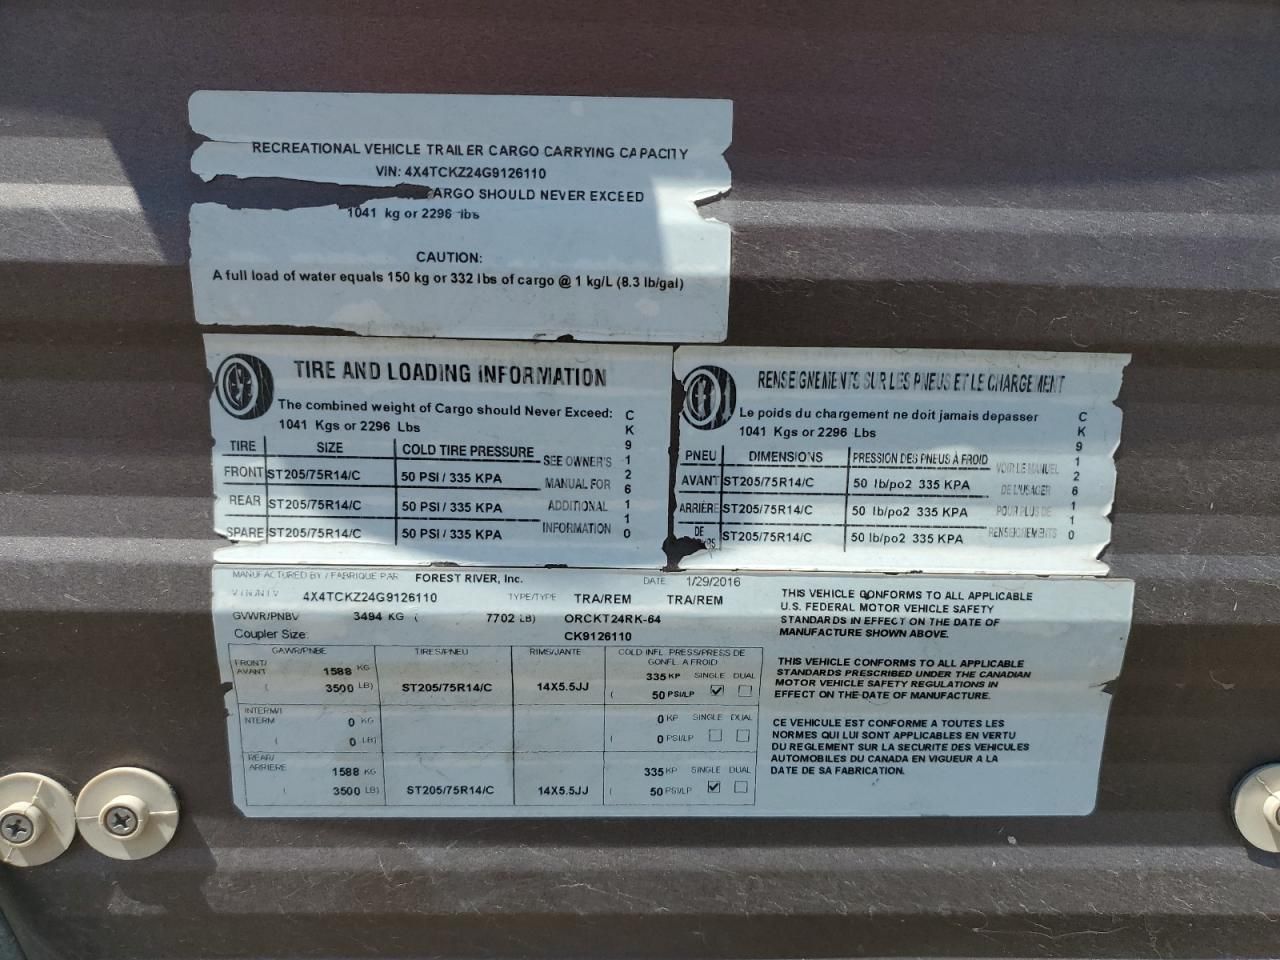 RECREATIONAL VEHICLE TRAILER CARGO CARRYING CAPACITY
VIN: 4X4TCKZ24G9126110
ARGO SHOULD NEVER EXCEED
1041 kg or 2296 lbs
CAUTION:
A full load of water equals 150 kg or 332 lbs of cargo @ 1 kg/L (8.3 lb/gal)
TIRE AND LOADING INFORMATION
The combined weight of Cargo should Never Exceed:
1041 Kgs or 2296 Lbs
TIRE SIZE COLD TIRE PRESSURE
FRONT ST205/75R14/C 50 PSI / 335 KPA
REAR ST205/75R14/C 50 PSI / 335 KPA
SPARE ST205/75R14/C 50 PSI / 335 KPA
SEE OWNER'S
MANUAL FOR
ADDITIONAL
INFORMATION
CK9126110
RENSEIGNEMENTS SUR LES PNEUS ET LE CHARGEMENT
Le poids du chargement ne doit jamais depasser
1041 Kgs or 2296 Lbs
PNEU DIMENSIONS PRESSION DES PNEUS À FROID
AVANT ST205/75R14/C 50 lb/po2 335 KPA
ARRIÈRE ST205/75R14/C 50 lb/po2 335 KPA
DE ST205/75R14/C 50 lb/po2 335 KPA
VOIR LE MANUEL
DE L'USAGER
POUR PLUS DE
RENSEIGNEMENTS
CK9126110
MANUFACTURED BY / FABRIQUE PAR FOREST RIVER, Inc. DATE 1/29/2016
4X4TCKZ24G9126110 TYPE/TYPE TRA/REM TRA/REM
GVWR/PNBV 3494 KG ( 7702 LB) ORCKT24RK-64
Coupler Size: CK9126110
GAWR/PNBE TIRES/PNEU RIMS/JANTE COLD INFL. PRESS/PRESS DE
GONFL. A FROID
FRONT/
AVANT 1588 KG 335 KP SINGLE DUAL
( 3500 LB) ST205/75R14/C 14X5.5JJ ( 50 PSI/LP
INTERM/I
NTERM 0 KG 0 KP SINGLE DUAL
( 0 LB) ( 0 PSI/LP
REAR/
ARRIÈRE 1588 KG 335 KP SINGLE DUAL
( 3500 LB) ST205/75R14/C 14X5.5JJ ( 50 PSI/LP
THIS VEHICLE CONFORMS TO ALL APPLICABLE
U.S. FEDERAL MOTOR VEHICLE SAFETY
STANDARDS IN EFFECT ON THE DATE OF
MANUFACTURE SHOWN ABOVE.
THIS VEHICLE CONFORMS TO ALL APPLICABLE
STANDARDS PRESCRIBED UNDER THE CANADIAN
MOTOR VEHICLE SAFETY REGULATIONS IN
EFFECT ON THE DATE OF MANUFACTURE.
CE VEHICULE EST CONFORME A TOUTES LES
NORMES QUI LUI SONT APPLICABLES EN VERTU
DU REGLEMENT SUR LA SECURITE DES VEHICULES
AUTOMOBILES DU CANADA EN VIGUEUR A LA
DATE DE SA FABRICATION.